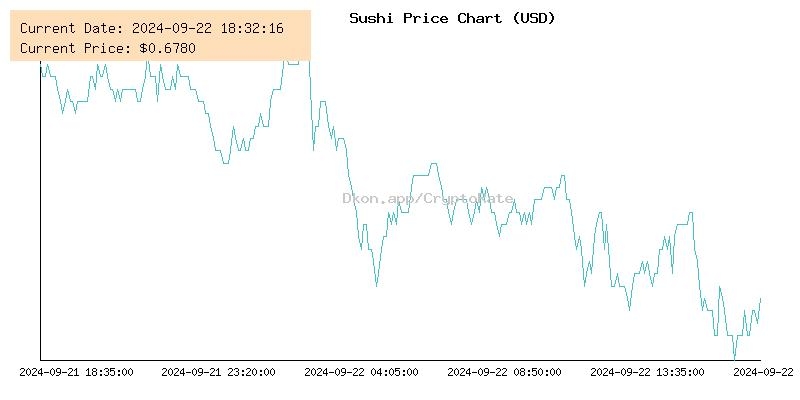 Sushi Price Chart (USD)
Current Date: 2024-09-22 18:32:16
Current Price: $0.6780
Dkon.app/CryptoRate
2024-09-21 18:35:00 2024-09-21 23:20:00 2024-09-22 04:05:00 2024-09-22 08:50:00 2024-09-22 13:35:00 2024-09-22